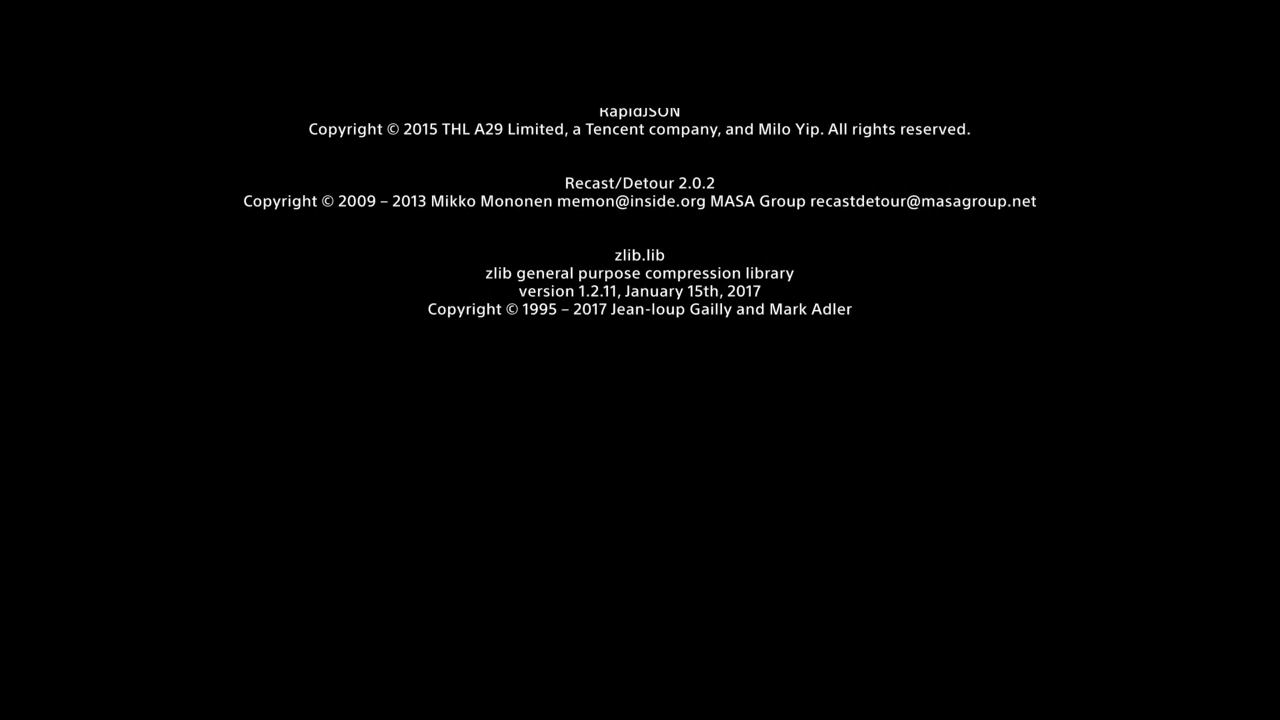 RapidJSON
Copyright © 2015 THL A29 Limited, a Tencent company, and Milo Yip. All rights reserved.
Recast/Detour 2.0.2
Copyright © 2009 – 2013 Mikko Mononen memon@inside.org MASA Group recastdetour@masagroup.net
zlib.lib
zlib general purpose compression library
version 1.2.11, January 15th, 2017
Copyright © 1995 – 2017 Jean-loup Gailly and Mark Adler